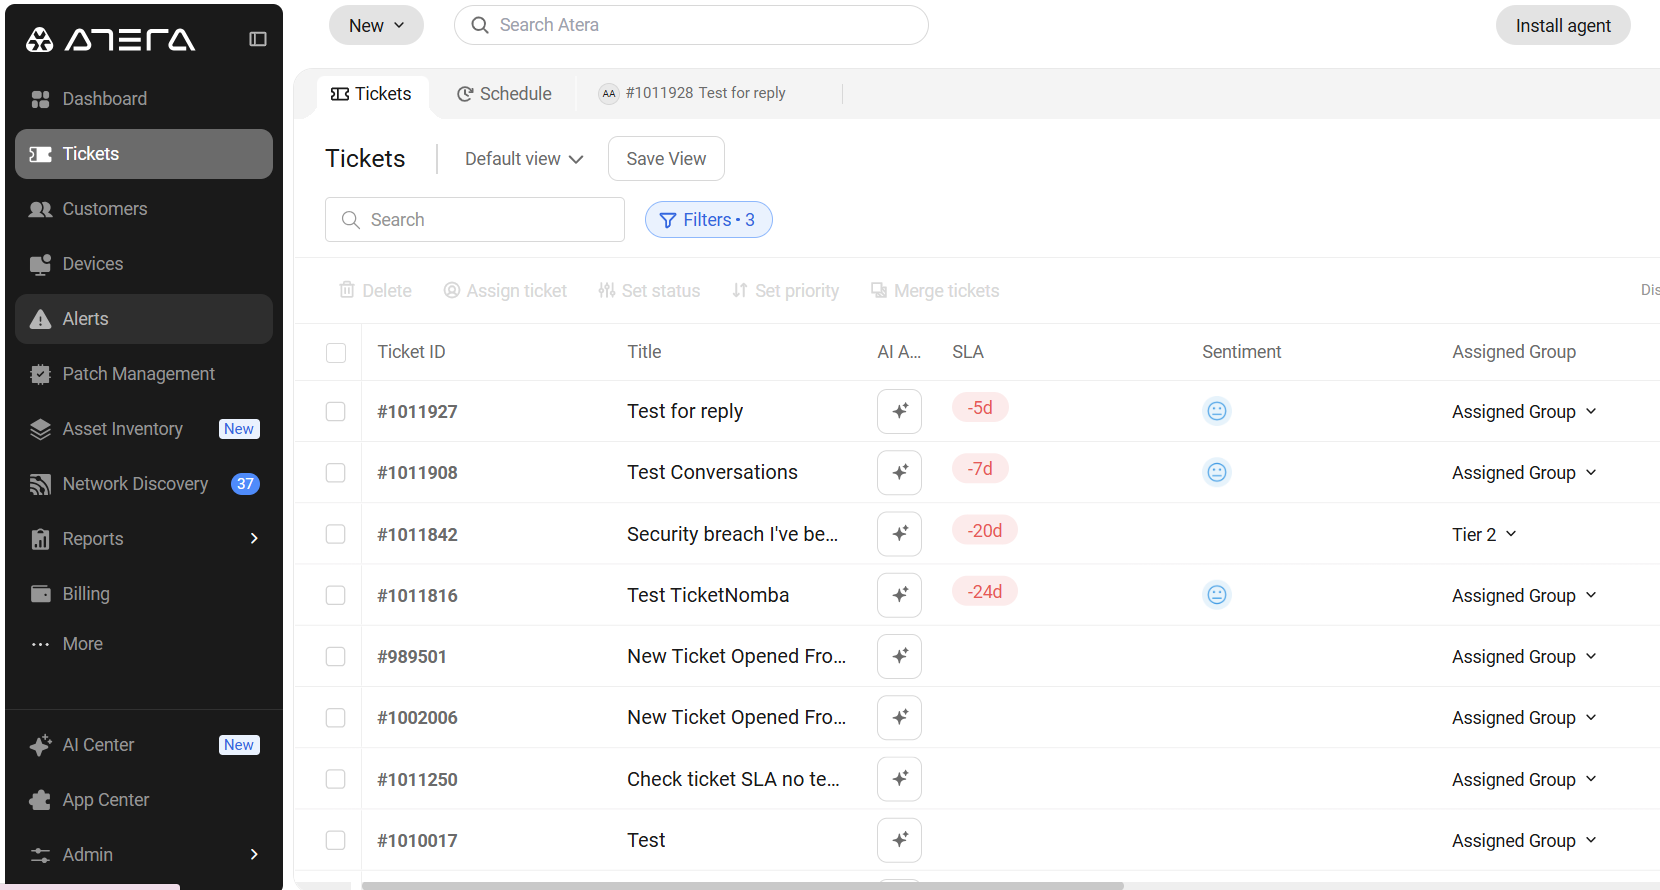 ATERA
New
Search Atera
Install agent
Dashboard
Tickets
Customers
Devices
Alerts
Patch Management
Asset Inventory New
Network Discovery 37
Reports
Billing
More
AI Center New
App Center
Admin
Tickets
Schedule
AA #1011928 Test for reply
Tickets
Default view
Save View
Search
Filters • 3
Delete
Assign ticket
Set status
Set priority
Merge tickets
Dis
Ticket ID Title AI A... SLA Sentiment Assigned Group
#1011927 Test for reply -5d Assigned Group
#1011908 Test Conversations -7d Assigned Group
#1011842 Security breach I've be... -20d Tier 2
#1011816 Test TicketNomba -24d Assigned Group
#989501 New Ticket Opened Fro... Assigned Group
#1002006 New Ticket Opened Fro... Assigned Group
#1011250 Check ticket SLA no te... Assigned Group
#1010017 Test Assigned Group